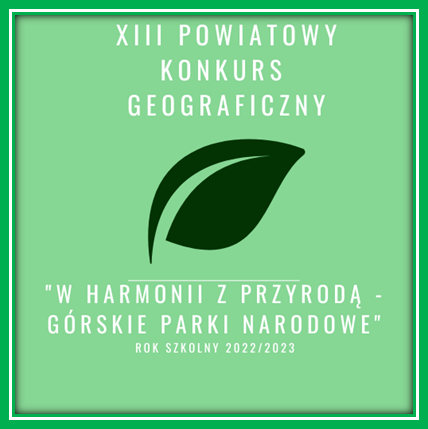 XIII POWIATOWY
KONKURS
GEOGRAFICZNY
"W HARMONII Z PRZYRODĄ -
GÓRSKIE PARKI NARODOWE"
ROK SZKOLNY 2022/2023